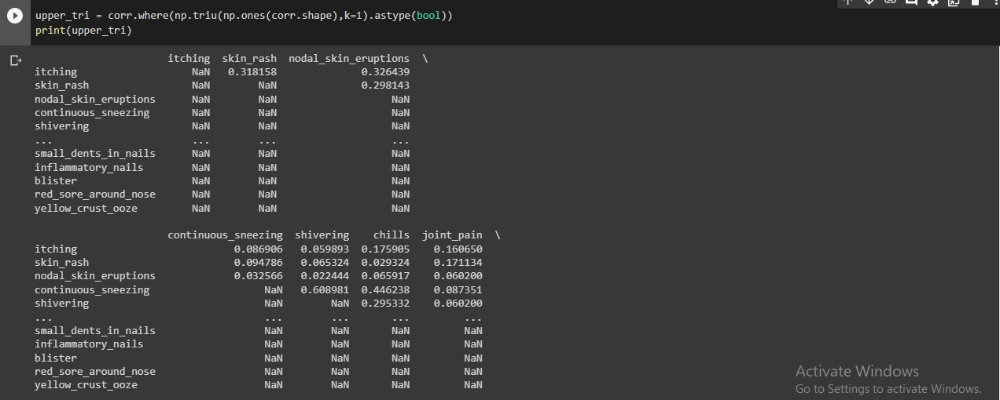 upper_tri = corr.where(np.triu(np.ones(corr.shape),k=1).astype(bool))
print(upper_tri)
itching skin_rash nodal_skin_eruptions \
itching NaN 0.318158 0.326439
skin_rash NaN NaN 0.298143
nodal_skin_eruptions NaN NaN NaN
continuous_sneezing NaN NaN NaN
shivering NaN NaN NaN
... ... ... ...
small_dents_in_nails NaN NaN NaN
inflammatory_nails NaN NaN NaN
blister NaN NaN NaN
red_sore_around_nose NaN NaN NaN
yellow_crust_ooze NaN NaN NaN
continuous_sneezing shivering chills joint_pain \
itching 0.086906 0.059893 0.175905 0.160650
skin_rash 0.094786 0.065324 0.029324 0.171134
nodal_skin_eruptions 0.032566 0.022444 0.065917 0.060200
continuous_sneezing NaN 0.608981 0.446238 0.087351
shivering NaN NaN 0.295332 0.060200
... ... ... ... ...
small_dents_in_nails NaN NaN NaN NaN
inflammatory_nails NaN NaN NaN NaN
blister NaN NaN NaN NaN
red_sore_around_nose NaN NaN NaN NaN
yellow_crust_ooze NaN NaN NaN NaN
Activate Windows
Go to Settings to activate Windows.